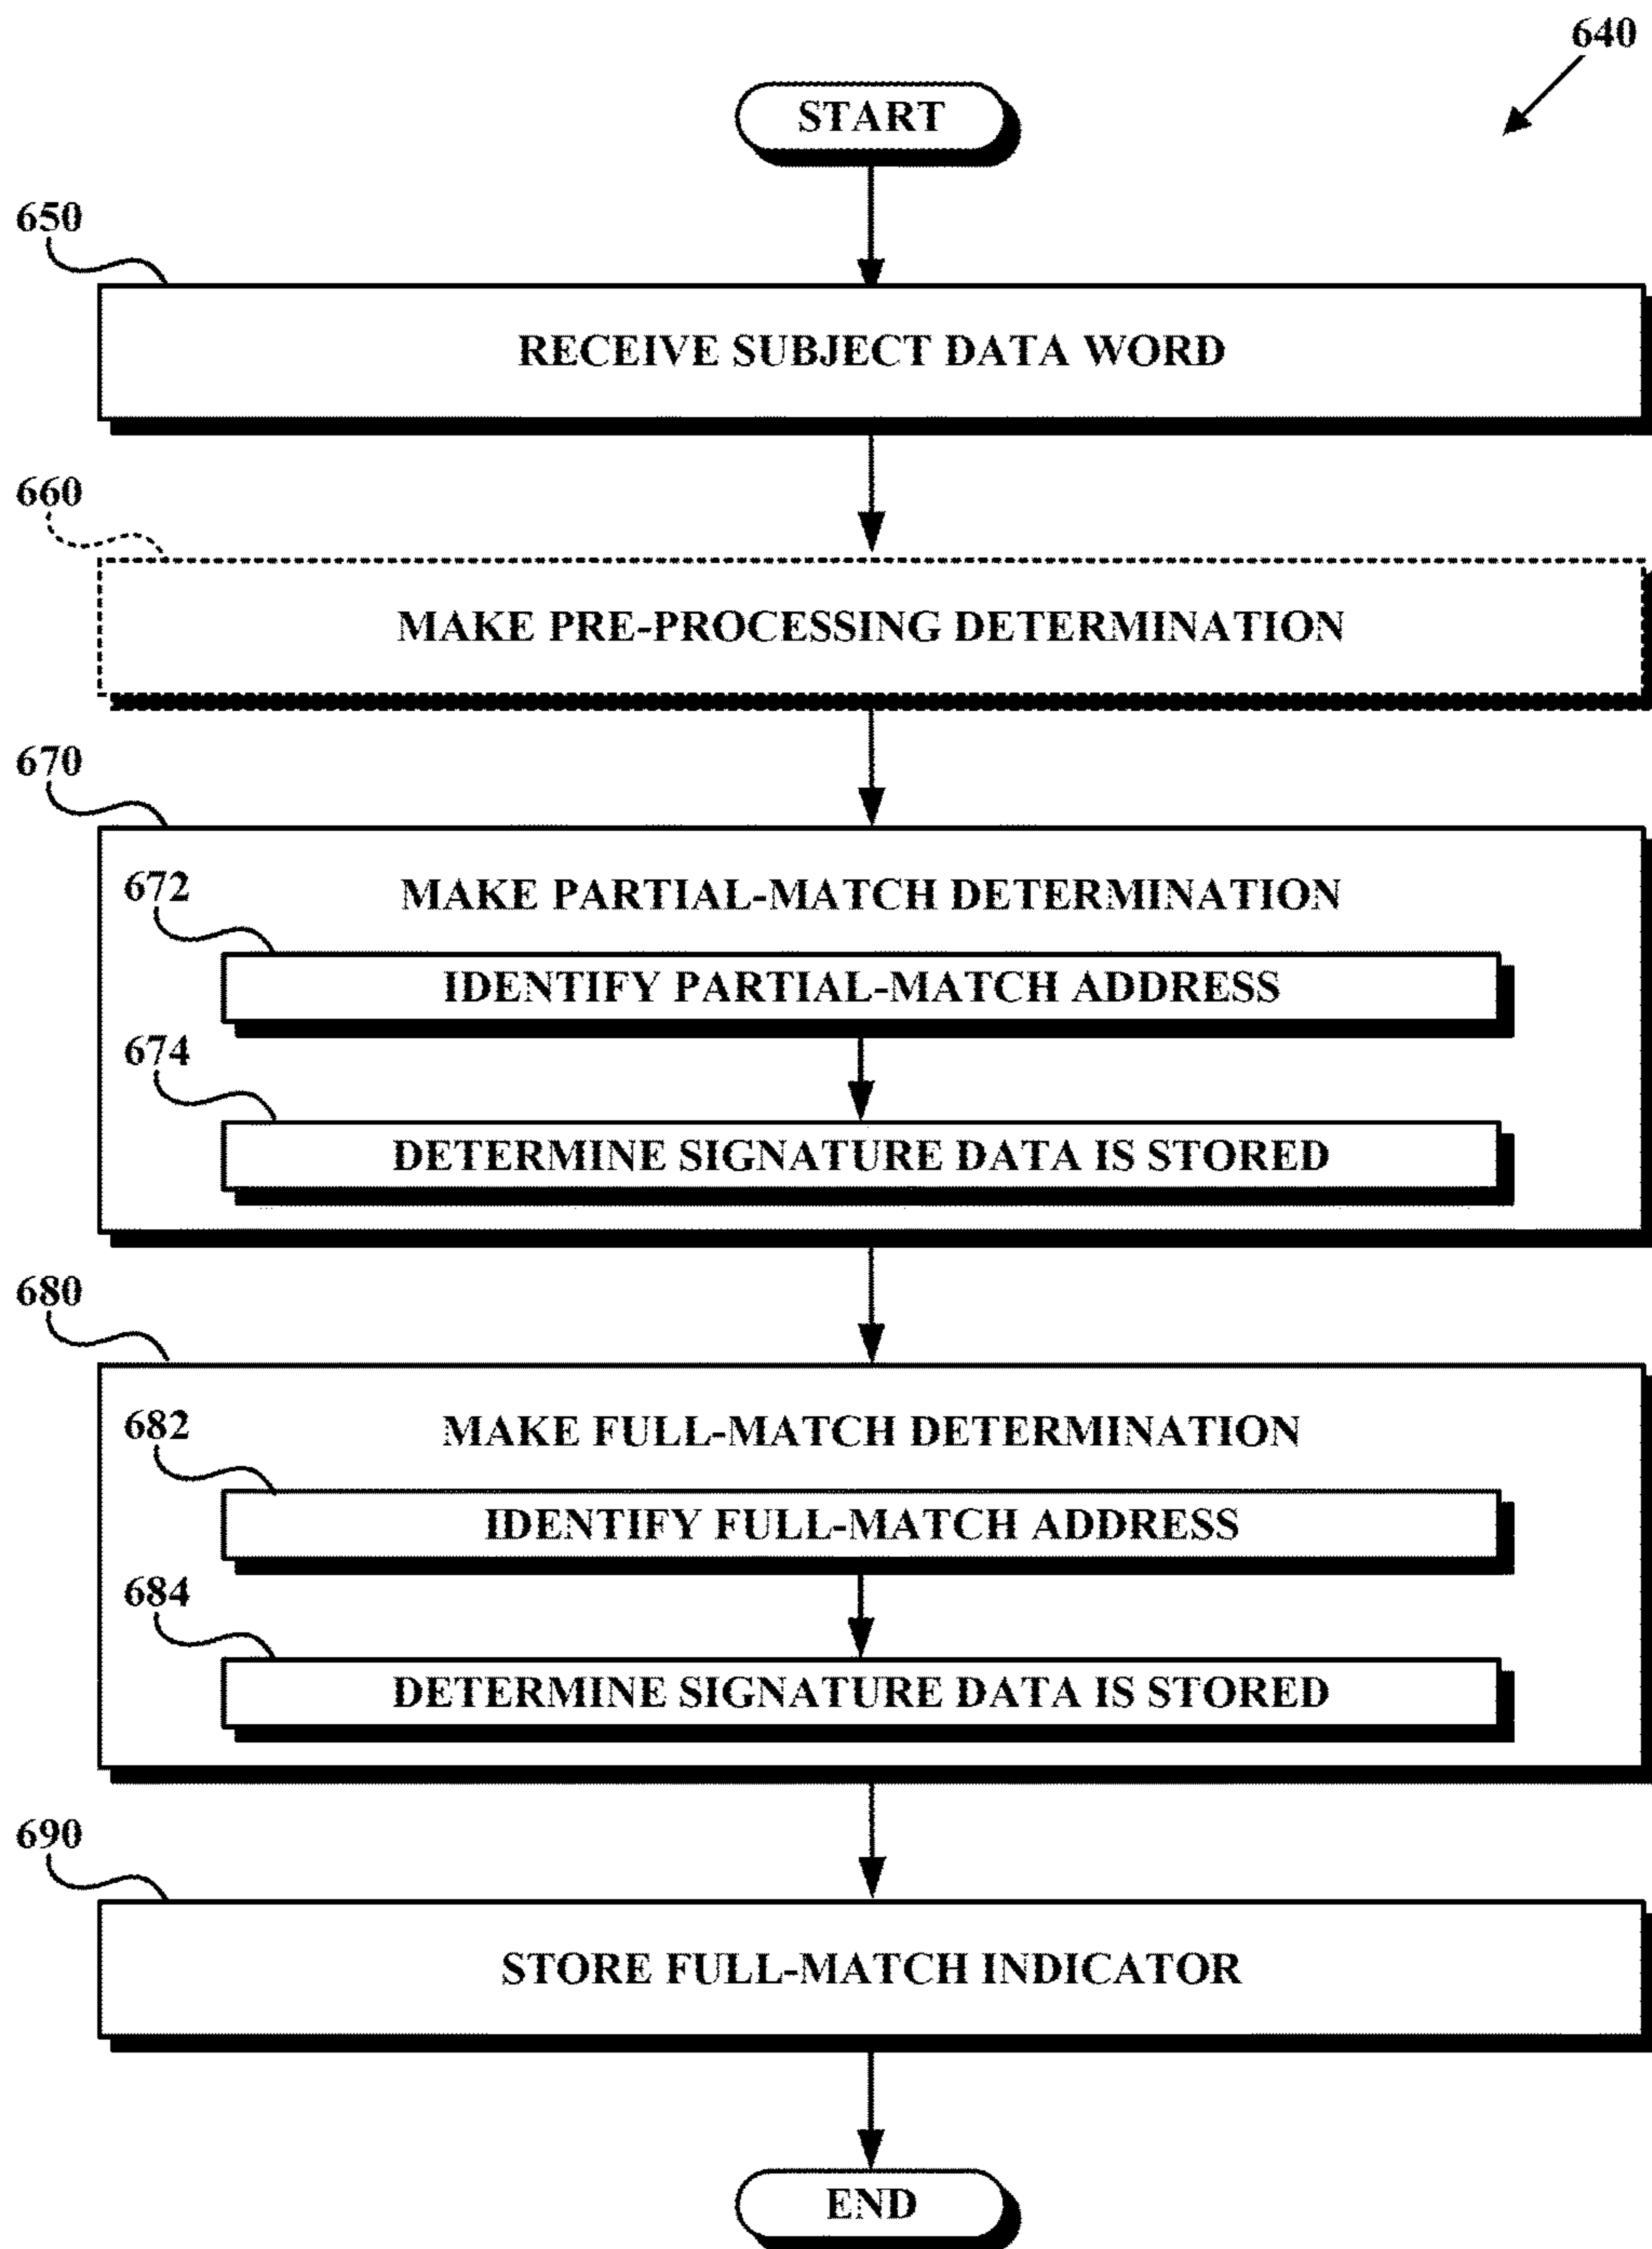 640
START
650
RECEIVE SUBJECT DATA WORD
660
MAKE PRE-PROCESSING DETERMINATION
670
672
MAKE PARTIAL-MATCH DETERMINATION
IDENTIFY PARTIAL-MATCH ADDRESS
674
DETERMINE SIGNATURE DATA IS STORED
680
682
MAKE FULL-MATCH DETERMINATION
IDENTIFY FULL-MATCH ADDRESS
684
DETERMINE SIGNATURE DATA IS STORED
690
STORE FULL-MATCH INDICATOR
END